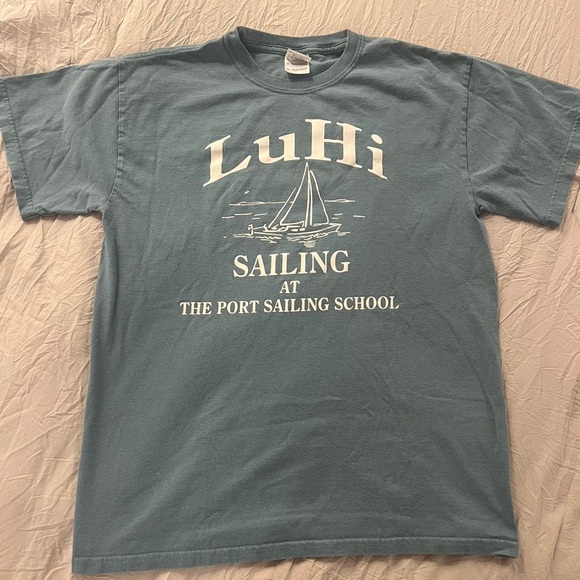 LuHi
SAILING
AT
THE PORT SAILING SCHOOL